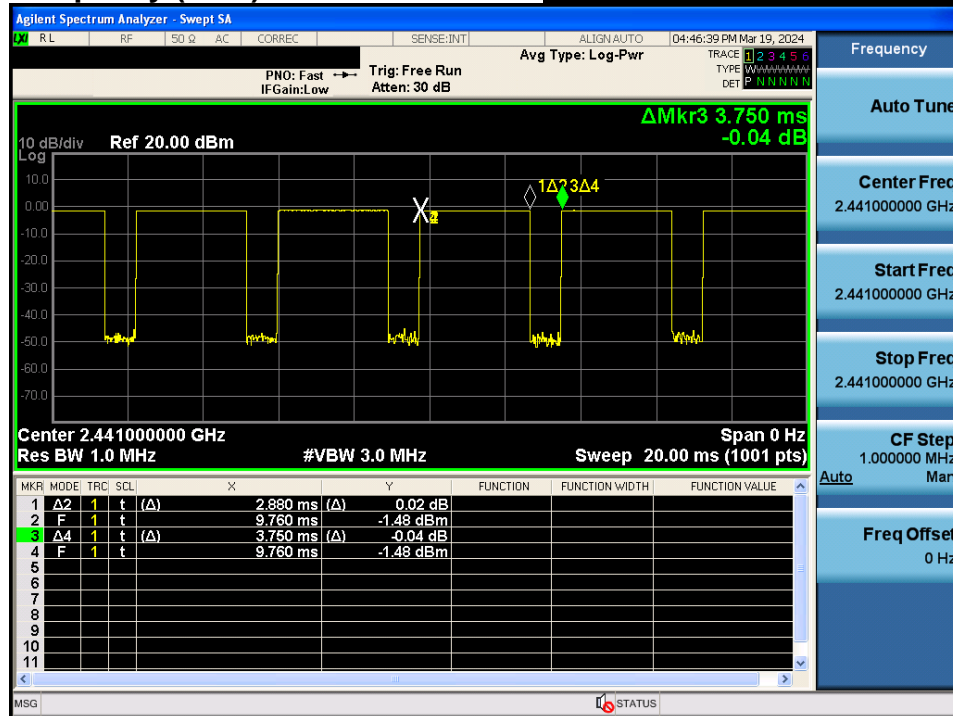 Agilent Spectrum Analyzer - Swept SA
LXI RL RF 50 Ω AC CORREC SENSE:INT ALIGN AUTO 04:46:39 PM Mar 19, 2024
PNO: Fast
IFGain:Low
Trig: Free Run
Atten: 30 dB
Avg Type: Log-Pwr
TRACE 1 2 3 4 5 6
TYPE WWWWWW
DET P N N N N N
ΔMkr3 3.750 ms
-0.04 dB
10 dB/div Ref 20.00 dBm
Log
10.0
0.00
-10.0
-20.0
-30.0
-40.0
-50.0
-60.0
-70.0
1Δ2 3Δ4
Center 2.441000000 GHz Span 0 Hz
Res BW 1.0 MHz #VBW 3.0 MHz Sweep 20.00 ms (1001 pts)
MKR MODE TRC SCL X Y FUNCTION FUNCTION WIDTH FUNCTION VALUE
1 Δ2 1 t (Δ) 2.880 ms (Δ) 0.02 dB
2 F 1 t 9.760 ms -1.48 dBm
3 Δ4 1 t (Δ) 3.750 ms (Δ) -0.04 dB
4 F 1 t 9.760 ms -1.48 dBm
5
6
7
8
9
10
11
MSG STATUS
Frequency
Auto Tune
Center Freq
2.441000000 GHz
Start Freq
2.441000000 GHz
Stop Freq
2.441000000 GHz
CF Step
1.000000 MHz
Auto Man
Freq Offset
0 Hz